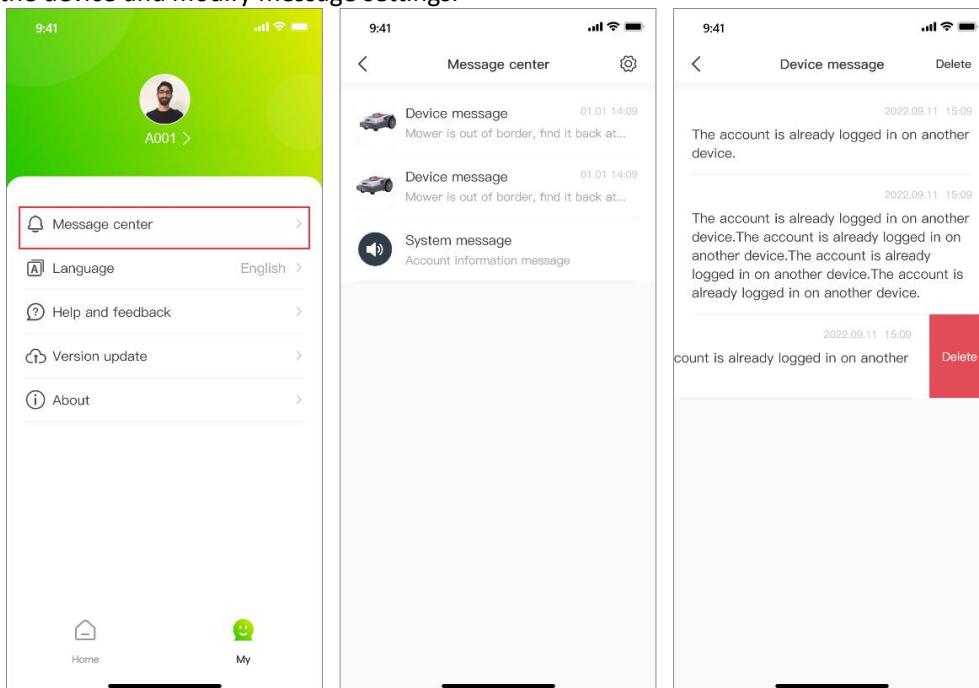 the device and modify message settings.
9:41
A001
Message center
A Language English
Help and feedback
Version update
About
Home
My
9:41
Message center
Device message 01.01 14:09
Mower is out of border, find it back at...
Device message 01.01 14:09
Mower is out of border, find it back at...
System message
Account information message
9:41
Device message Delete
2022.09.11 15:09
The account is already logged in on another
device.
2022.09.11 15:09
The account is already logged in on another
device.The account is already logged in on
another device.The account is already
logged in on another device.The account is
already logged in on another device.
2022.09.11 15:09
count is already logged in on another
Delete